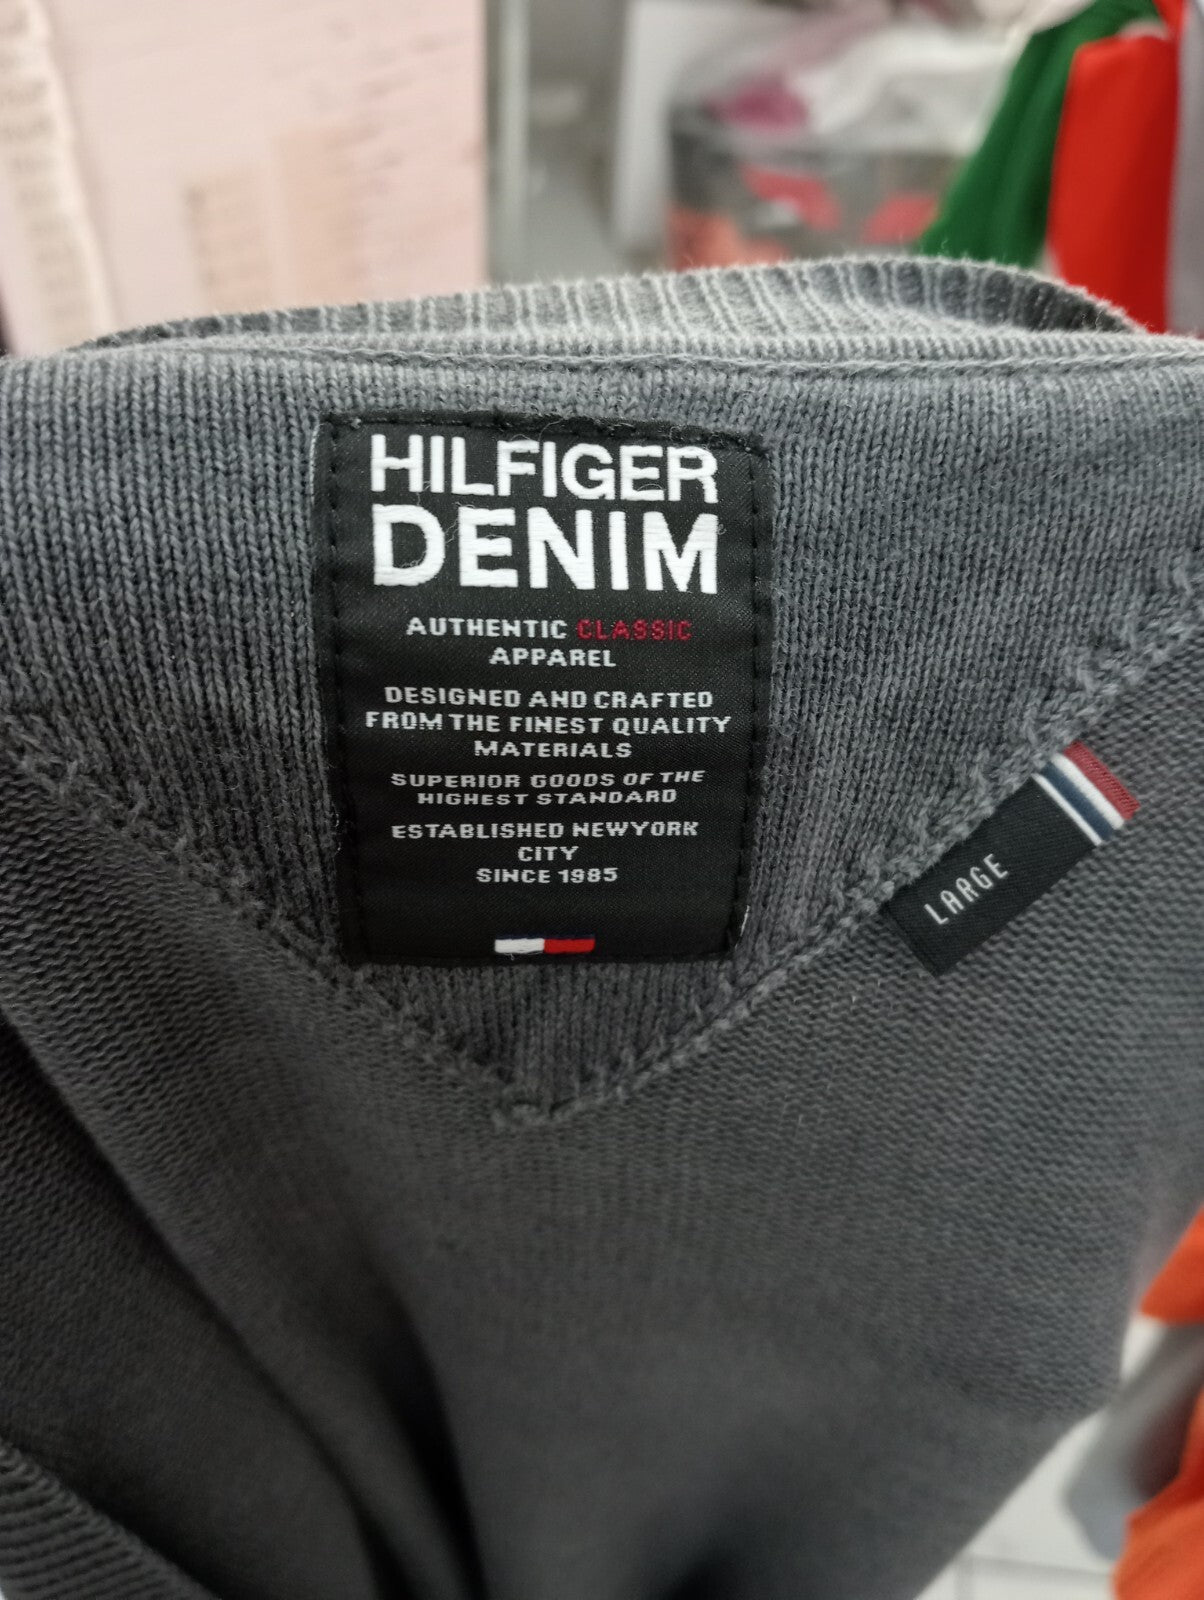 HILFIGER
DENIM
AUTHENTIC CLASSIC
APPAREL
DESIGNED AND CRAFTED
FROM THE FINEST QUALITY
MATERIALS
SUPERIOR GOODS OF THE
HIGHEST STANDARD
ESTABLISHED NEWYORK
CITY
SINCE 1985
LARGE